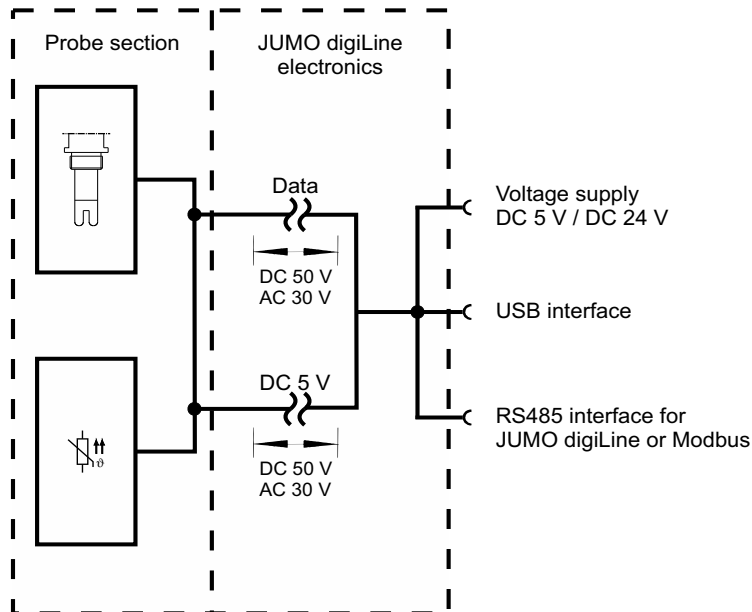 Probe section
JUMO digiLine
electronics
Data
DC 50 V
AC 30 V
DC 5 V
DC 50 V
AC 30 V
ϑ
Voltage supply
DC 5 V / DC 24 V
USB interface
RS485 interface for
JUMO digiLine or Modbus